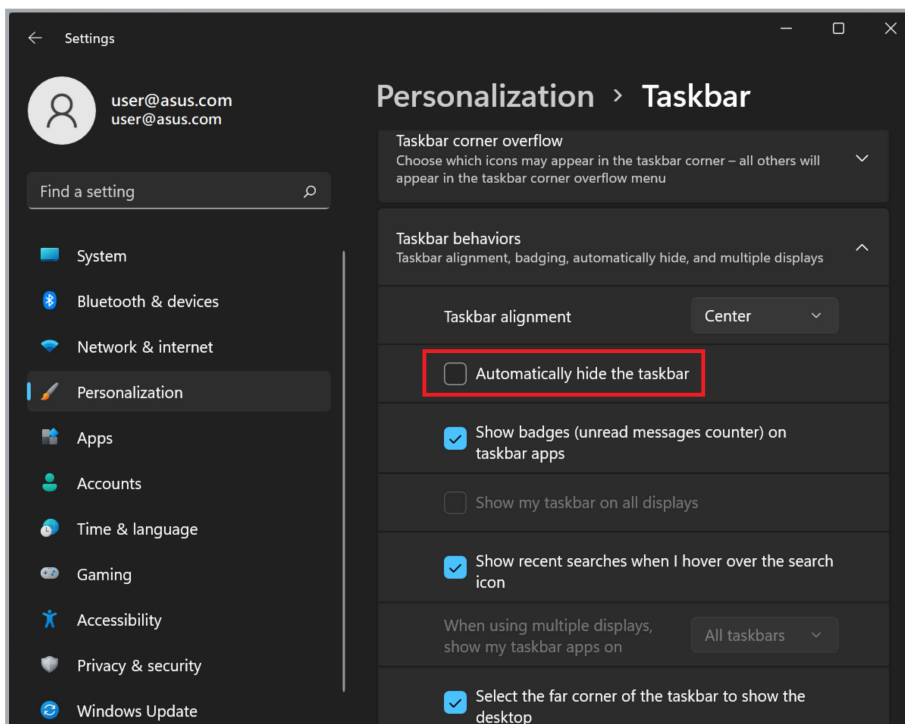 Settings
user@asus.com
user@asus.com
Find a setting
System
Bluetooth & devices
Network & internet
Personalization
Apps
Accounts
Time & language
Gaming
Accessibility
Privacy & security
Windows Update
Personalization > Taskbar
Taskbar corner overflow
Choose which icons may appear in the taskbar corner – all others will
appear in the taskbar corner overflow menu
Taskbar behaviors
Taskbar alignment, badging, automatically hide, and multiple displays
Taskbar alignment
Center
Automatically hide the taskbar
Show badges (unread messages counter) on
taskbar apps
Show my taskbar on all displays
Show recent searches when I hover over the search
icon
When using multiple displays,
show my taskbar apps on
All taskbars
Select the far corner of the taskbar to show the
desktop